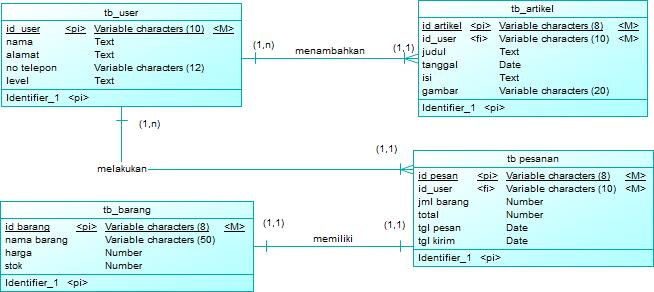 tb_user
id_user <pi> Variable characters (10) <M>
nama Text
alamat Text
no telepon Variable characters (12)
level Text
Identifier_1 <pi>
(1,n) menambahkan (1,1)
tb_artikel
id artikel <pi> Variable characters (8) <M>
id_user <fi> Variable characters (10) <M>
judul Text
tanggal Date
isi Text
gambar Variable characters (20)
Identifier_1 <pi>
(1,n)
melakukan
(1,1)
tb pesanan
id pesan <pi> Variable characters (8) <M>
id_user <fi> Variable characters (10) <M>
jml barang Number
total Number
tgl pesan Date
tgl kirim Date
Identifier_1 <pi>
tb_barang
id barang <pi> Variable characters (8) <M>
nama barang Variable characters (50)
harga Number
stok Number
Identifier_1 <pi>
(1,1) memiliki (1,1)